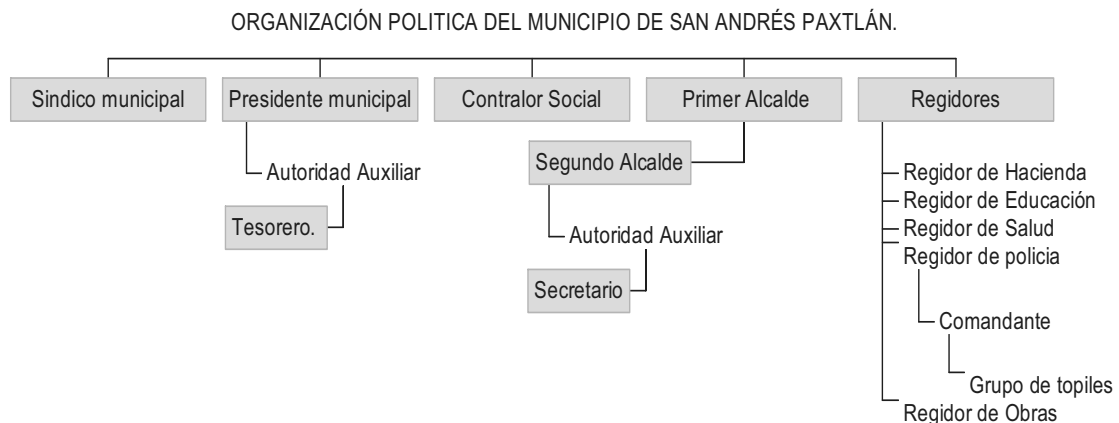 ORGANIZACIÓN POLITICA DEL MUNICIPIO DE SAN ANDRÉS PAXTLÁN.
Sindico municipal
Presidente municipal
Contralor Social
Primer Alcalde
Regidores
Autoridad Auxiliar
Tesorero.
Segundo Alcalde
Autoridad Auxiliar
Secretario
Regidor de Hacienda
Regidor de Educación
Regidor de Salud
Regidor de policia
Comandante
Grupo de topiles
Regidor de Obras